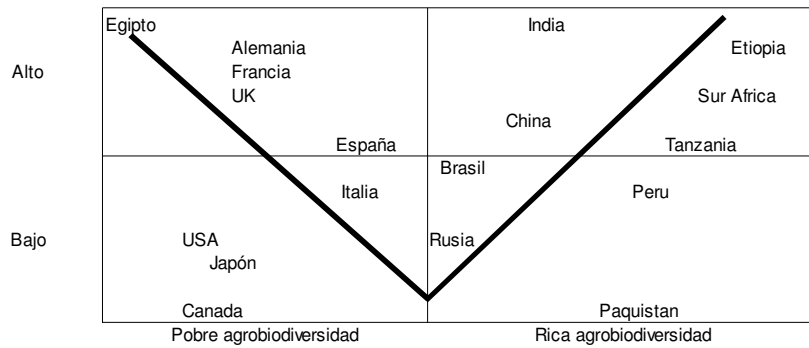 Egipto
India
Alemania
Etiopia
Alto
Francia
UK
Sur Africa
China
España
Tanzania
Brasil
Italia
Peru
Bajo
USA
Rusia
Japón
Canada
Paquistan
Pobre agrobiodiversidad
Rica agrobiodiversidad